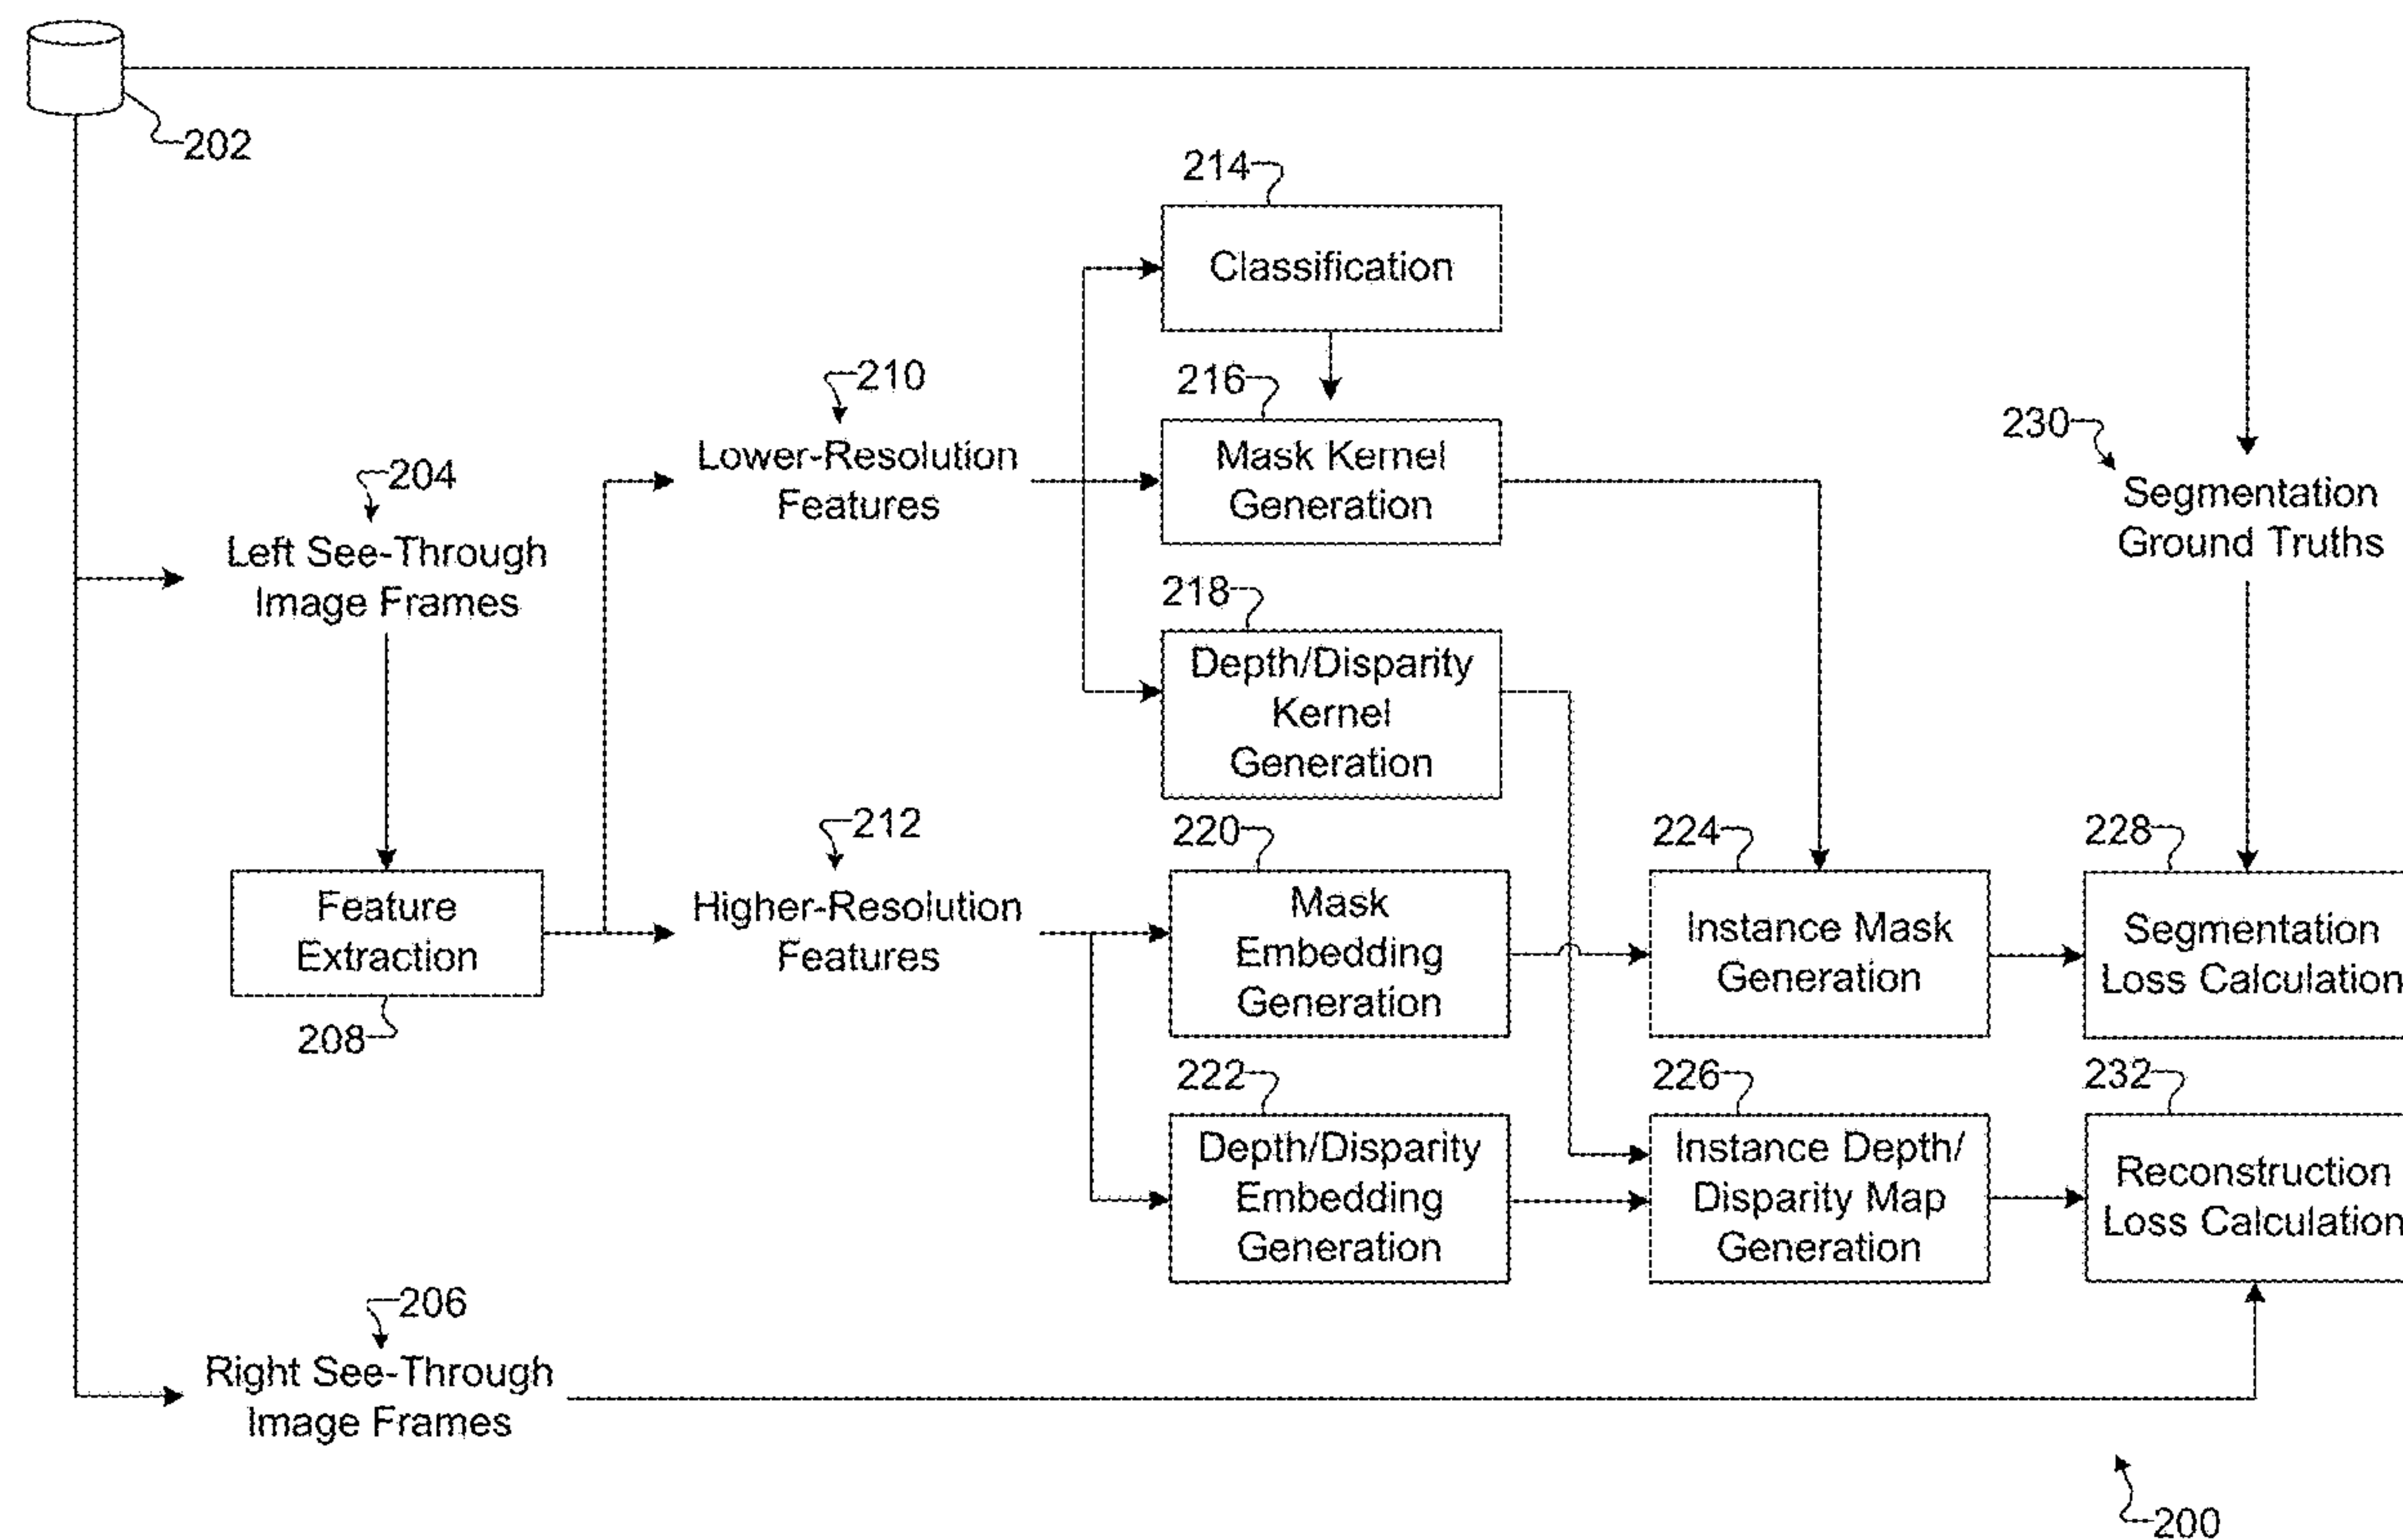 202
214
Classification
210
216
Lower-Resolution
Features
Mask Kernel
Generation
230
Segmentation
Ground Truths
204
Left See-Through
Image Frames
218
Depth/Disparity
Kernel
Generation
212
220
224
228
Feature
Extraction
208
Higher-Resolution
Features
Mask
Embedding
Generation
Instance Mask
Generation
Segmentation
Loss Calculation
222
226
232
Depth/Disparity
Embedding
Generation
Instance Depth/
Disparity Map
Generation
Reconstruction
Loss Calculation
206
Right See-Through
Image Frames
200